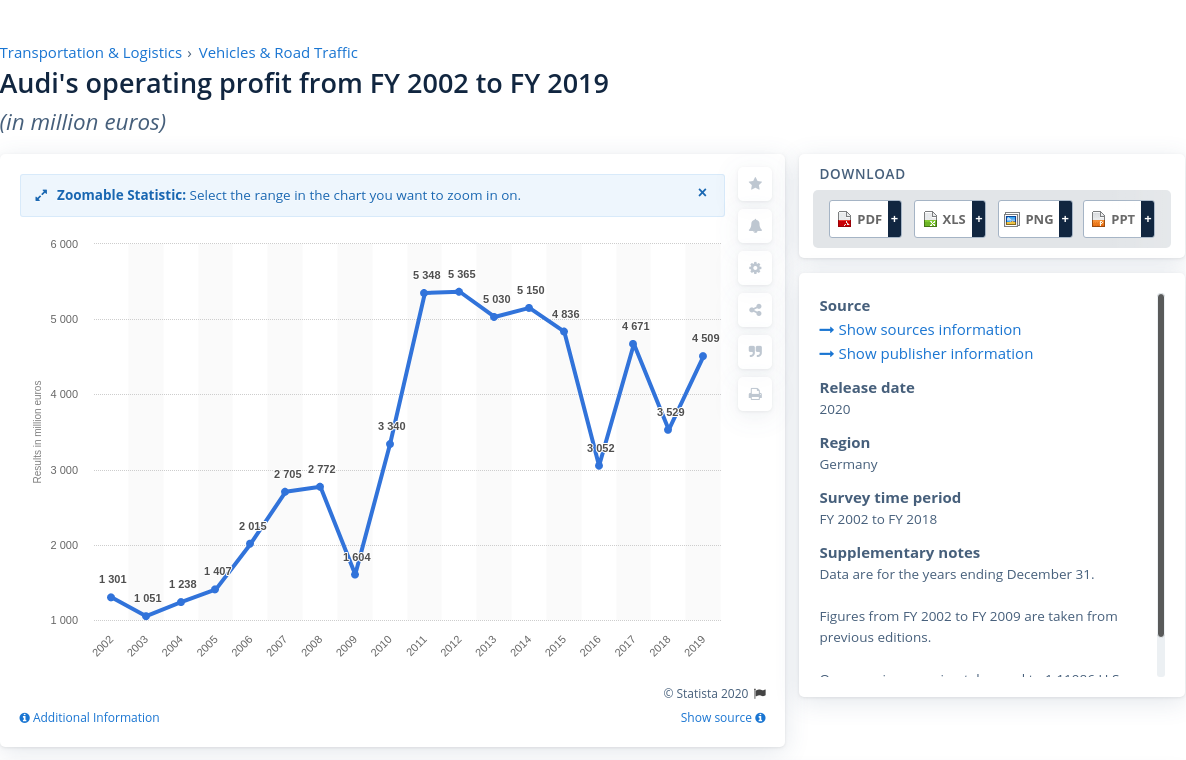 Transportation & Logistics › Vehicles & Road Traffic
Audi's operating profit from FY 2002 to FY 2019
(in million euros)
Zoomable Statistic: Select the range in the chart you want to zoom in on. ×
Results in million euros
6 000
5 000
4 000
3 000
2 000
1 000
1 301
1 051
1 238
1 407
2 015
2 705
2 772
1 604
3 340
5 348
5 365
5 030
5 150
4 836
3 052
4 671
3 529
4 509
2002
2003
2004
2005
2006
2007
2008
2009
2010
2011
2012
2013
2014
2015
2016
2017
2018
2019
© Statista 2020
Additional Information
Show source
DOWNLOAD
PDF +
XLS +
PNG +
PPT +
Source
Show sources information
Show publisher information
Release date
2020
Region
Germany
Survey time period
FY 2002 to FY 2018
Supplementary notes
Data are for the years ending December 31.
Figures from FY 2002 to FY 2009 are taken from
previous editions.